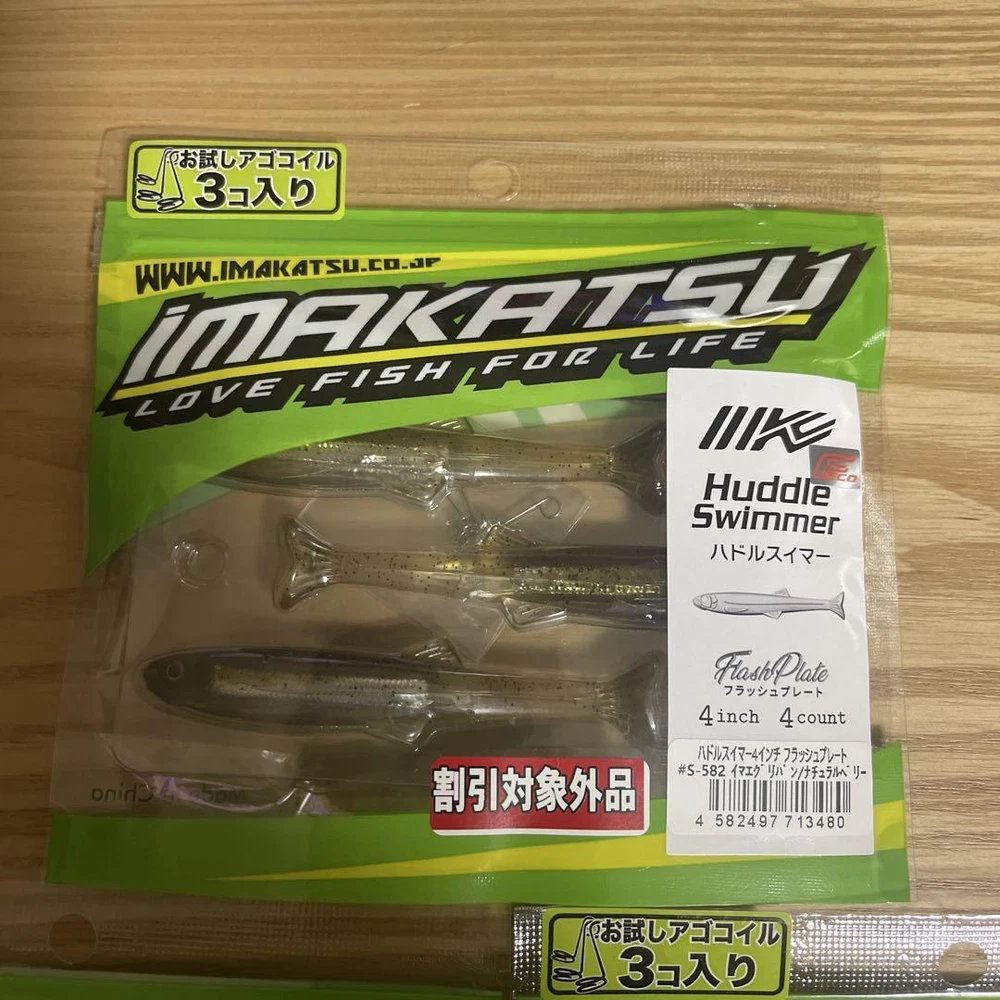 お試しアゴコイル
3コ入り
WWW.IMAKATSU.CO.JP
IMAKATSU
LOVE FISH FOR LIFE
IK
ECO
Huddle
Swimmer
ハドルスイマー
Flash Plate
フラッシュプレート
4inch 4count
ハドルスイマー4インチ フラッシュプレート
#S-582 イマエグリパン/ナチュラルベリー
4 582497 713480
割引対象外品
Made in China
お試しアゴコイル
3コ入り